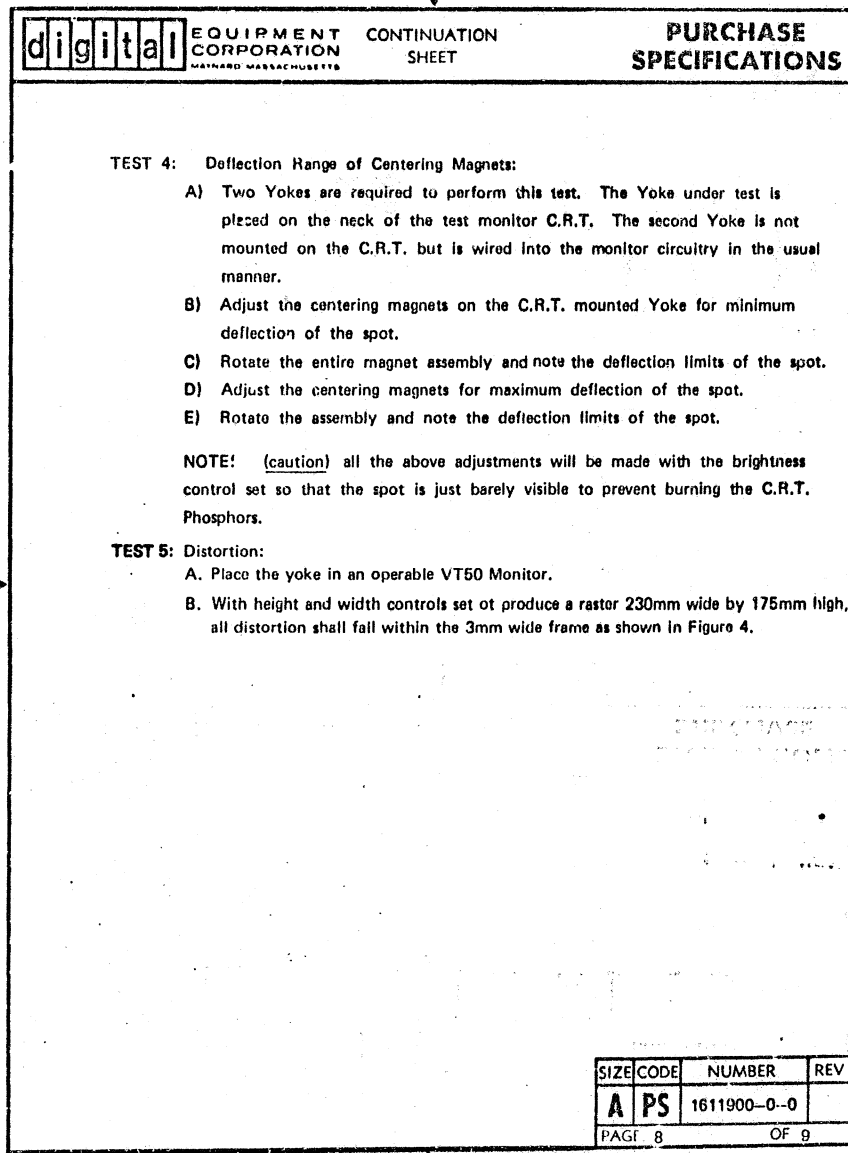 digital EQUIPMENT CORPORATION MAYNARD MASSACHUSETTS
CONTINUATION SHEET
PURCHASE SPECIFICATIONS
TEST 4: Deflection Range of Centering Magnets:
A) Two Yokes are required to perform this test. The Yoke under test is
placed on the neck of the test monitor C.R.T. The second Yoke is not
mounted on the C.R.T. but is wired into the monitor circuitry in the usual
manner.
B) Adjust the centering magnets on the C.R.T. mounted Yoke for minimum
deflection of the spot.
C) Rotate the entire magnet assembly and note the deflection limits of the spot.
D) Adjust the centering magnets for maximum deflection of the spot.
E) Rotate the assembly and note the deflection limits of the spot.
NOTE: (caution) all the above adjustments will be made with the brightness
control set so that the spot is just barely visible to prevent burning the C.R.T.
Phosphors.
TEST 5: Distortion:
A. Place the yoke in an operable VT50 Monitor.
B. With height and width controls set ot produce a raster 230mm wide by 175mm high,
all distortion shall fall within the 3mm wide frame as shown in Figure 4.
SIZE CODE NUMBER REV
A PS 1611900-0-0
PAGE 8 OF 9